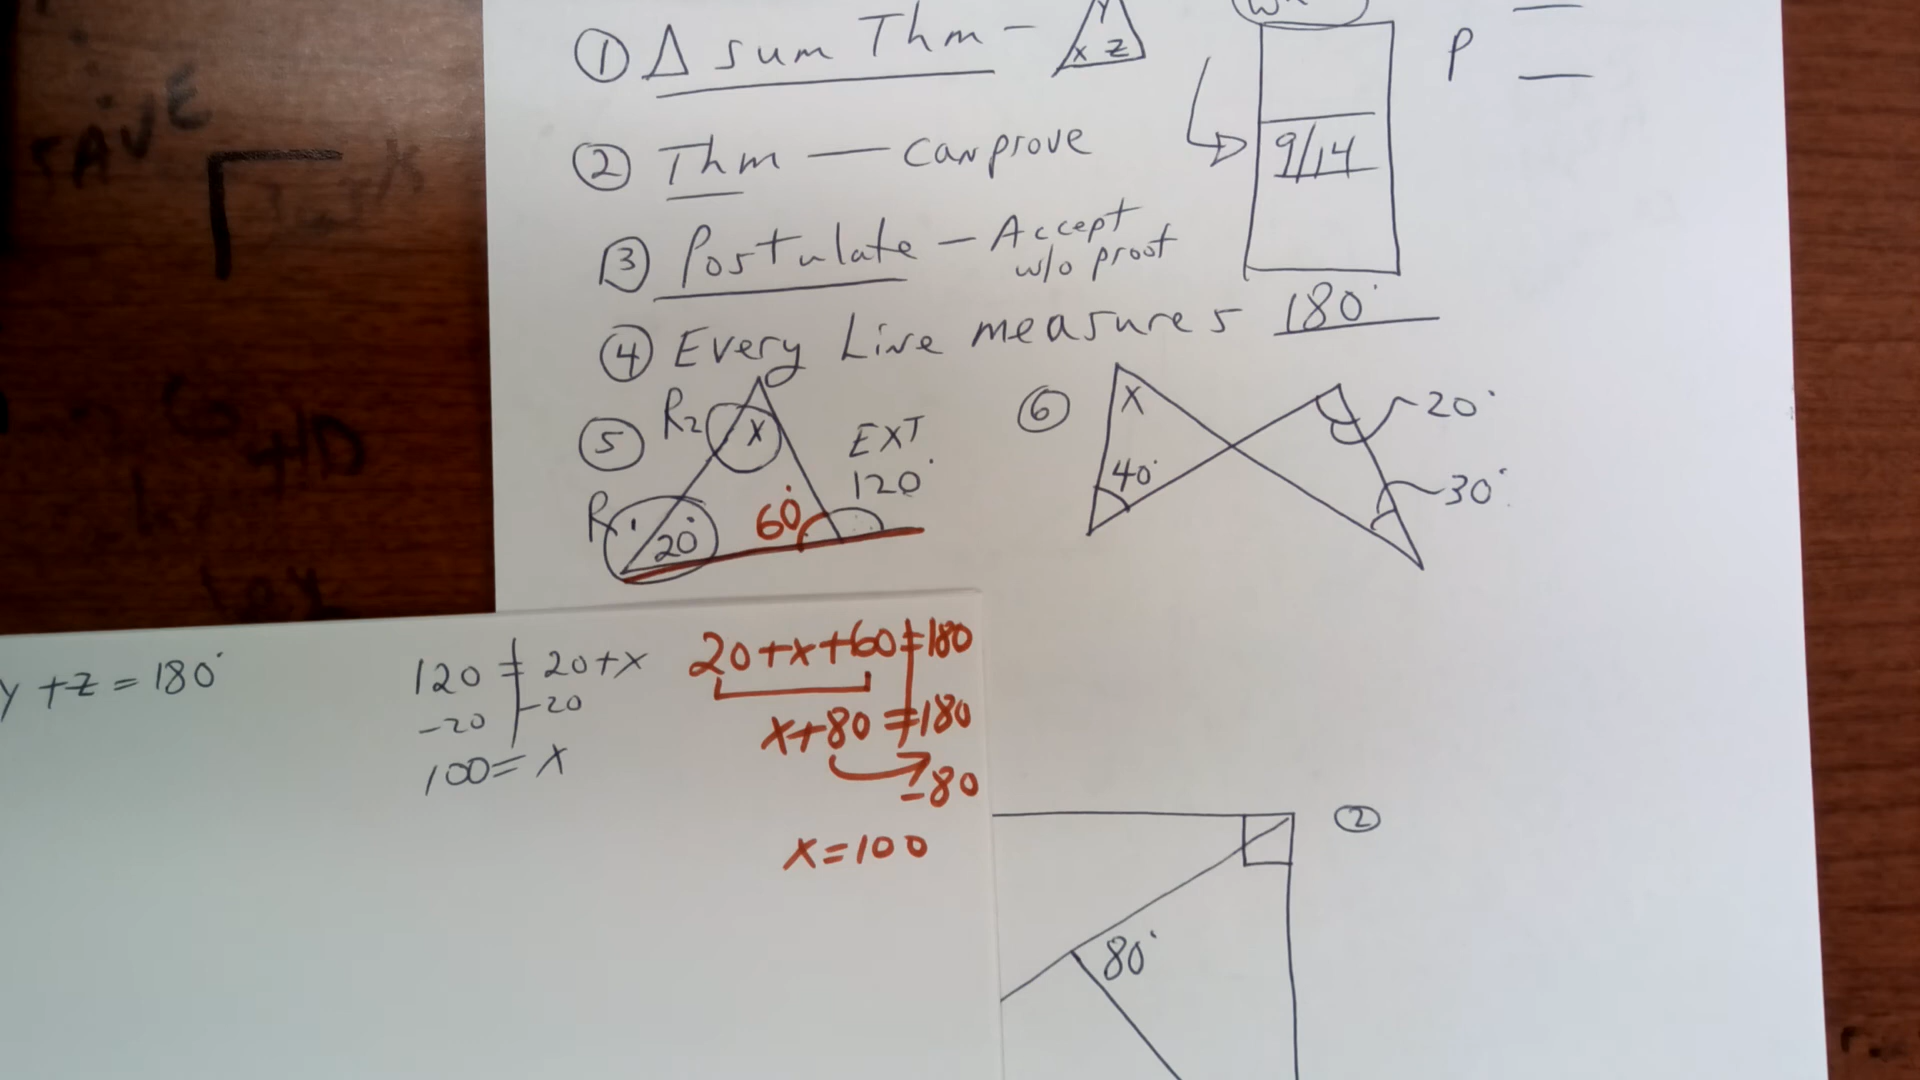 ① Δ sum Thm - Y X Z
P
② Thm — can prove
9/14
③ Postulate - Accept w/o proof
④ Every Line measures 180°
⑤ R2 X EXT 120° R1 20° 60°
⑥ X 40° 20° 30°
y + z = 180°
120 = 20 + x
-20 -20
100 = x
20 + x + 60 = 180
x + 80 = 180
- 80
x = 100
②
80°
SAVE